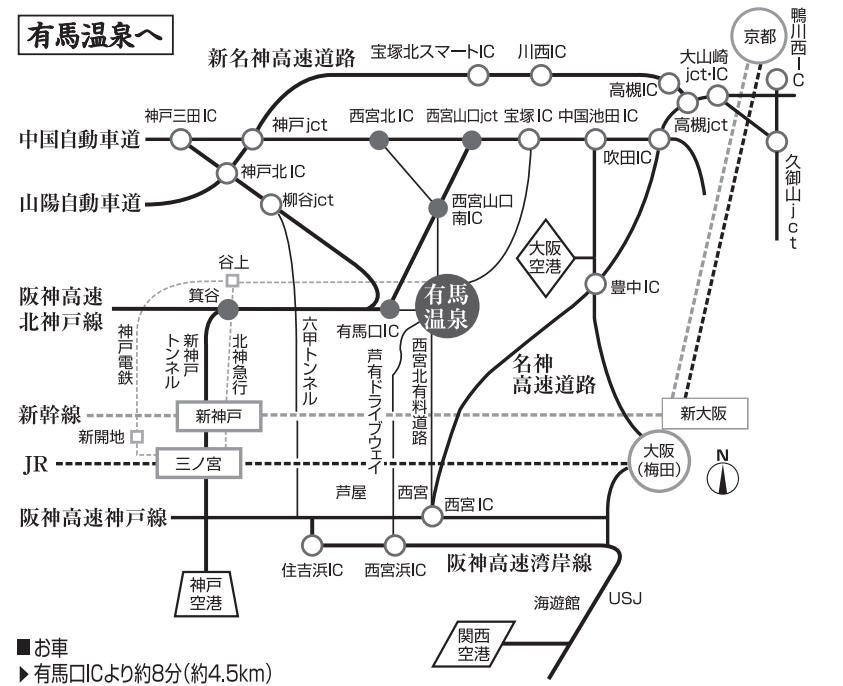 有馬温泉へ
鴨川西IC
京都
大山崎
jct・IC
宝塚北スマートIC
川西IC
新名神高速道路
高槻IC
高槻jct
神戸三田IC
神戸jct
西宮北IC
西宮山口jct
宝塚IC
中国池田IC
中国自動車道
吹田IC
久御山jct
神戸北IC
山陽自動車道
柳谷jct
西宮山口
南IC
大阪
空港
谷上
豊中IC
阪神高速
北神戸線
箕谷
有馬
温泉
有馬口IC
神戸電鉄
新神戸
トンネル
北神急行
六甲トンネル
芦有ドライブウェイ
西宮北有料道路
名神
高速道路
新幹線
新神戸
新大阪
新開地
JR
三ノ宮
大阪
(梅田)
N
芦屋
西宮
西宮IC
阪神高速神戸線
住吉浜IC
西宮浜IC
阪神高速湾岸線
神戸
空港
海遊館
USJ
関西
空港
■お車
▶有馬口ICより約8分(約4.5km)